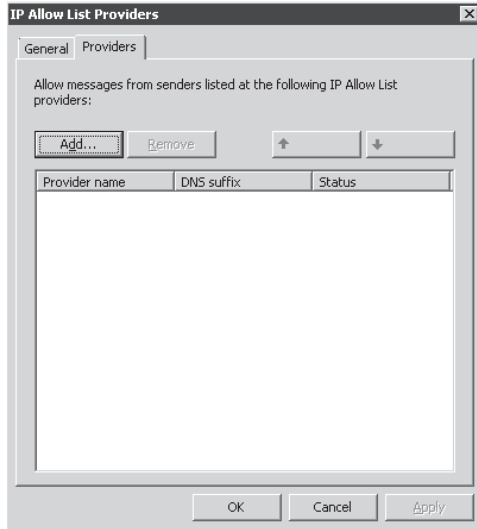 IP Allow List Providers
General Providers
Allow messages from senders listed at the following IP Allow List
providers:
Add... Remove
Provider name DNS suffix Status
OK Cancel Apply